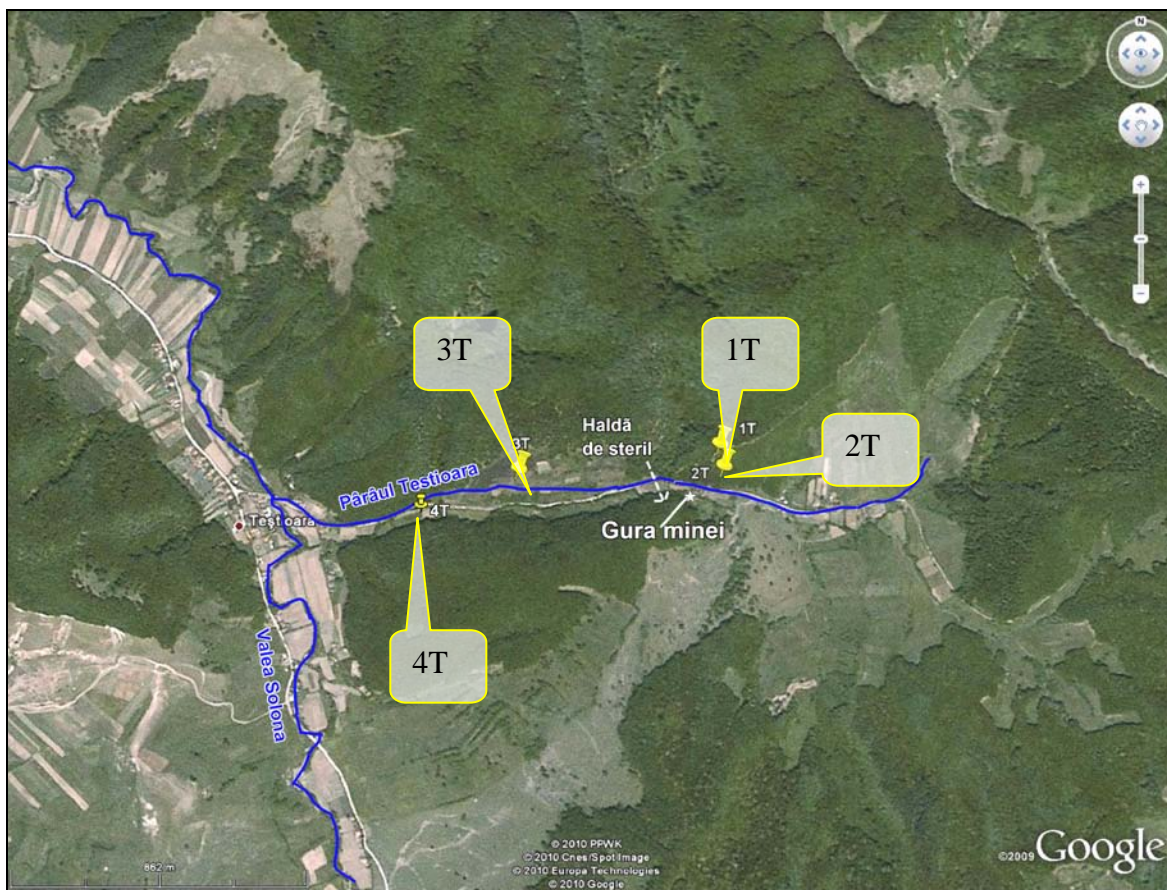 N
3T
1T
1T
Haldă
de steril
3T
2T
2T
Pârâul Testioara
4T
Teştioara
Gura minei
4T
Valea Solona
862 m
© 2010 PPWK
© 2010 Cnes/Spot Image
© 2010 Europa Technologies
© 2010 Google
©2009 Google